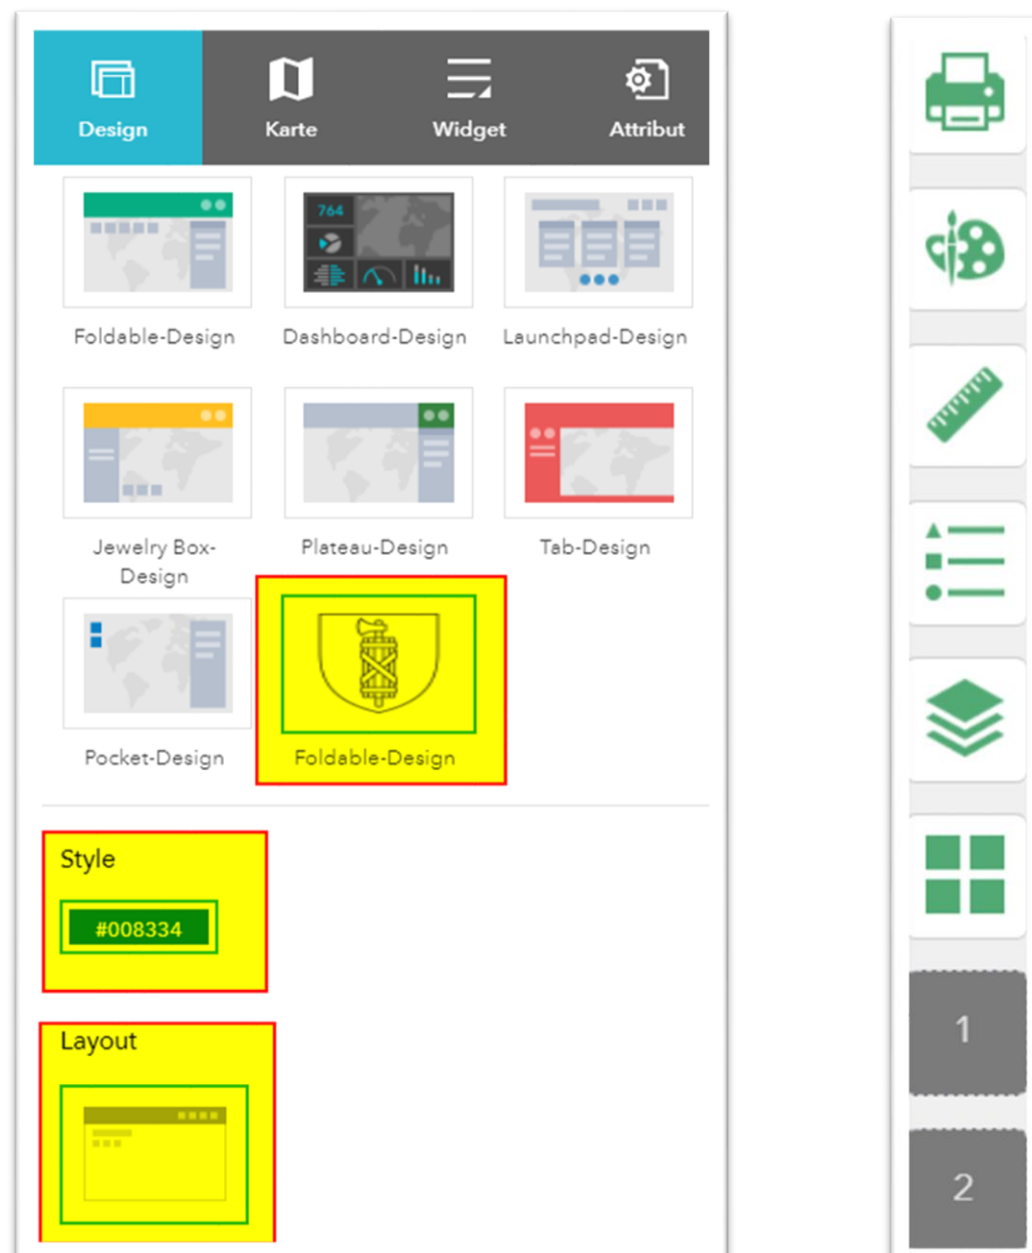 Design Karte Widget Attribut
764
Foldable-Design Dashboard-Design Launchpad-Design
Jewelry Box- Plateau-Design Tab-Design
Design
Pocket-Design Foldable-Design
Style
#008334
Layout
1
2